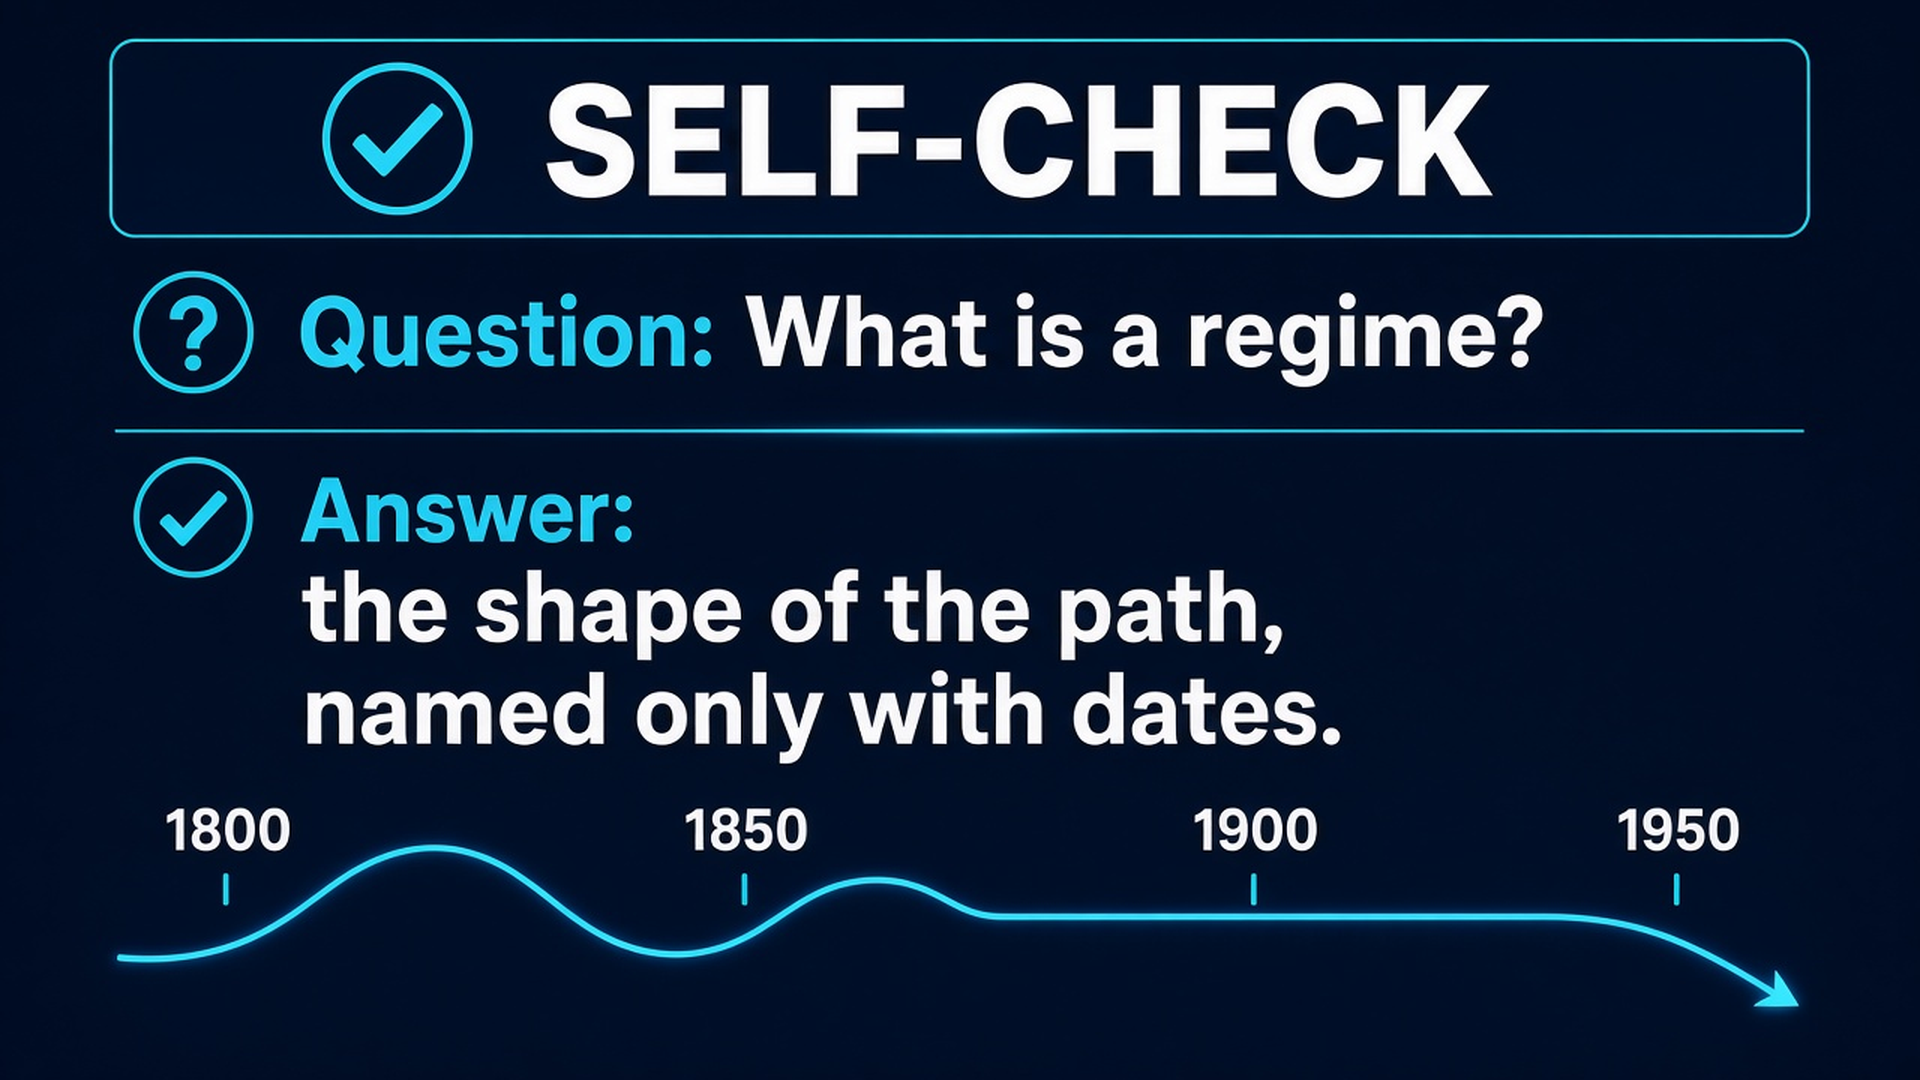 SELF-CHECK
? Question: What is a regime?
Answer:
the shape of the path,
named only with dates.
1800 1850 1900 1950